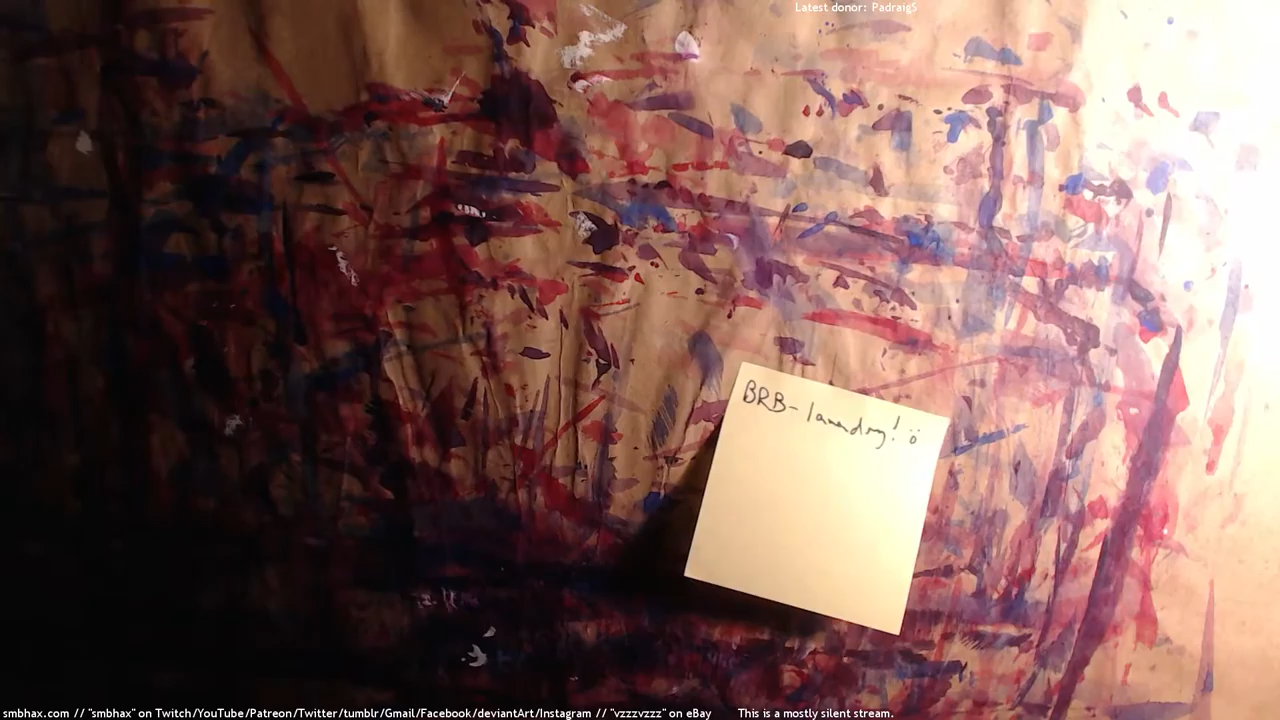 Latest donor: PadraigS
BRB- laundry! ö
smbhax.com // "smbhax" on Twitch/YouTube/Patreon/Twitter/tumblr/Gmail/Facebook/deviantArt/Instagram // "vzzzvzzz" on eBay
This is a mostly silent stream.